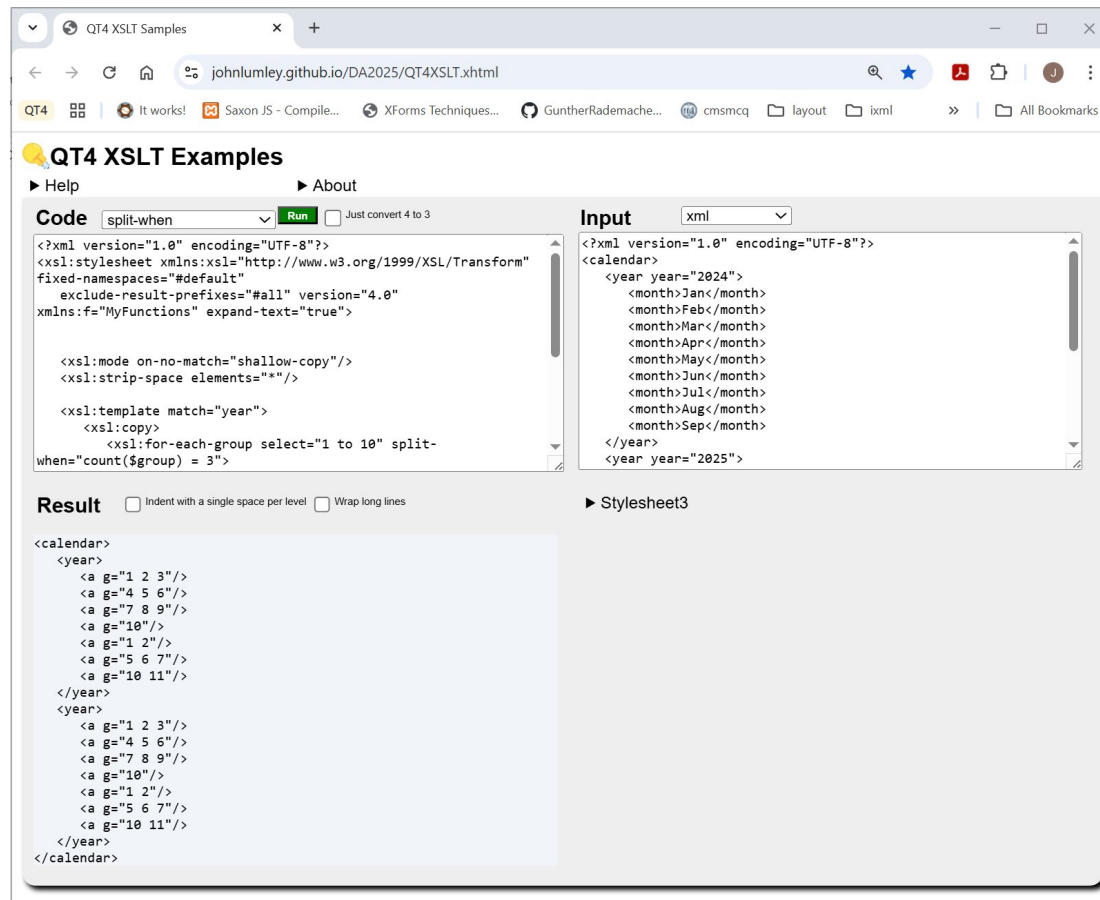 QT4 XSLT Samples
johnlumley.github.io/DA2025/QT4XSLT.xhtml
J
QT4 It works! Saxon JS - Compile... XForms Techniques... GuntherRademache... cmsmcq layout ixml » All Bookmarks
QT4 XSLT Examples
▶ Help ▶ About
Code split-when Run Just convert 4 to 3
<?xml version="1.0" encoding="UTF-8"?>
<xsl:stylesheet xmlns:xsl="http://www.w3.org/1999/XSL/Transform"
fixed-namespaces="#default"
   exclude-result-prefixes="#all" version="4.0"
xmlns:f="MyFunctions" expand-text="true">
   <xsl:mode on-no-match="shallow-copy"/>
   <xsl:strip-space elements="*"/>
   <xsl:template match="year">
      <xsl:copy>
         <xsl:for-each-group select="1 to 10" split-
when="count($group) = 3">
Input xml
<?xml version="1.0" encoding="UTF-8"?>
<calendar>
   <year year="2024">
      <month>Jan</month>
      <month>Feb</month>
      <month>Mar</month>
      <month>Apr</month>
      <month>May</month>
      <month>Jun</month>
      <month>Jul</month>
      <month>Aug</month>
      <month>Sep</month>
   </year>
   <year year="2025">
Result Indent with a single space per level Wrap long lines
▶ Stylesheet3
<calendar>
   <year>
      <a g="1 2 3"/>
      <a g="4 5 6"/>
      <a g="7 8 9"/>
      <a g="10"/>
      <a g="1 2"/>
      <a g="5 6 7"/>
      <a g="10 11"/>
   </year>
   <year>
      <a g="1 2 3"/>
      <a g="4 5 6"/>
      <a g="7 8 9"/>
      <a g="10"/>
      <a g="1 2"/>
      <a g="5 6 7"/>
      <a g="10 11"/>
   </year>
</calendar>